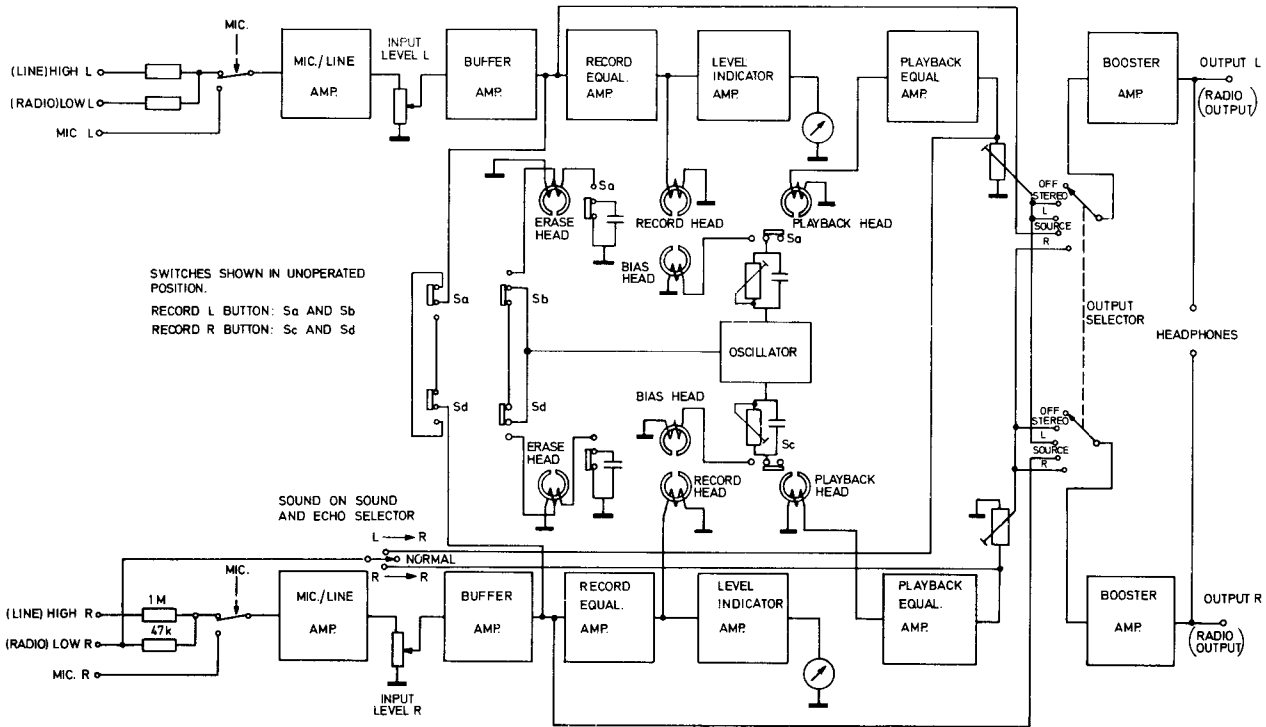 MIC.
INPUT
LEVEL L
(LINE) HIGH L
(RADIO) LOW L
MIC L
MIC./LINE
AMP.
BUFFER
AMP.
RECORD
EQUAL.
AMP.
LEVEL
INDICATOR
AMP.
PLAYBACK
EQUAL
AMP.
BOOSTER
AMP.
OUTPUT L
(RADIO
OUTPUT)
ERASE
HEAD
Sa
RECORD HEAD
PLAYBACK HEAD
BIAS
HEAD
Sa
OFF
STEREO
L
SOURCE
R
SWITCHES SHOWN IN UNOPERATED
POSITION.
RECORD L BUTTON: Sa AND Sb
RECORD R BUTTON: Sc AND Sd
Sa
Sb
OSCILLATOR
OUTPUT
SELECTOR
HEADPHONES
Sd
Sd
BIAS HEAD
Sc
OFF
STEREO
L
SOURCE
R
ERASE
HEAD
RECORD
HEAD
PLAYBACK
HEAD
SOUND ON SOUND
AND ECHO SELECTOR
L → R
NORMAL
R → R
MIC.
(LINE) HIGH R
1M
(RADIO) LOW R
47k
MIC. R
MIC./LINE
AMP.
INPUT
LEVEL R
BUFFER
AMP.
RECORD
EQUAL.
AMP.
LEVEL
INDICATOR
AMP.
PLAYBACK
EQUAL.
AMP.
BOOSTER
AMP.
OUTPUT R
(RADIO
OUTPUT)